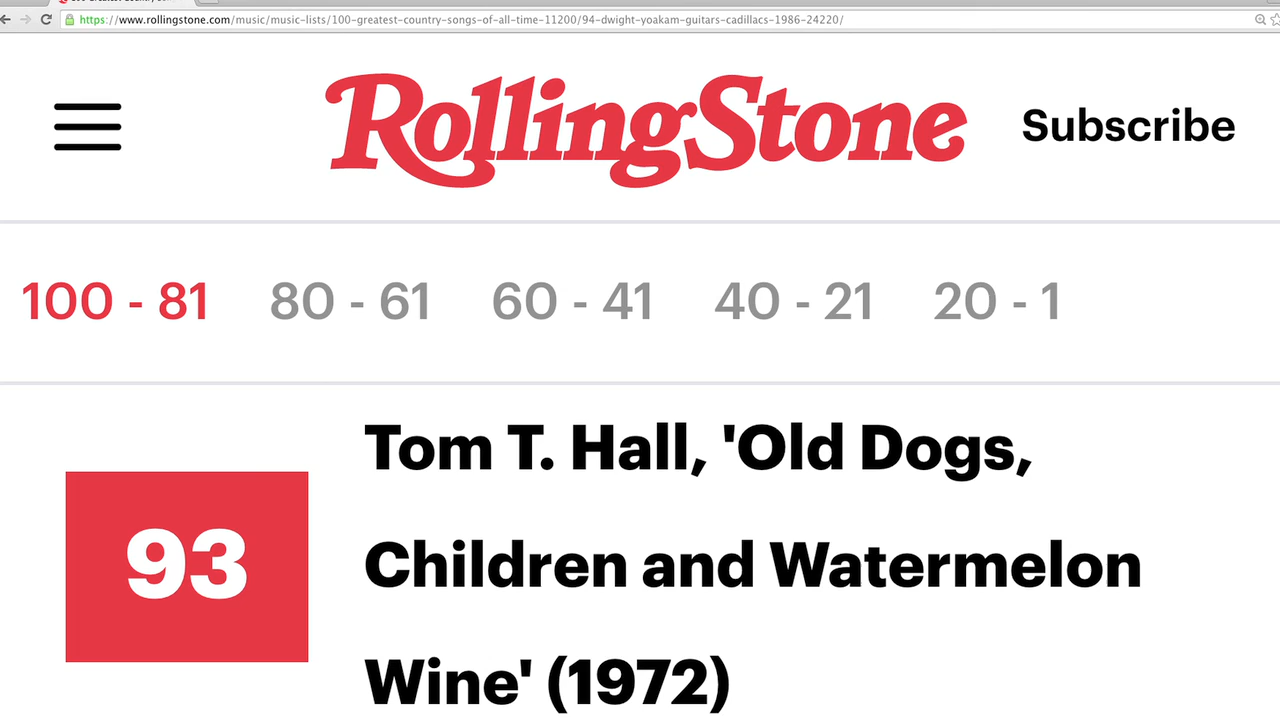 https://www.rollingstone.com/music/music-lists/100-greatest-country-songs-of-all-time-11200/94-dwight-yoakam-guitars-cadillacs-1986-24220/
RollingStone
Subscribe
100 - 81 80 - 61 60 - 41 40 - 21 20 - 1
93
Tom T. Hall, 'Old Dogs,
Children and Watermelon
Wine' (1972)